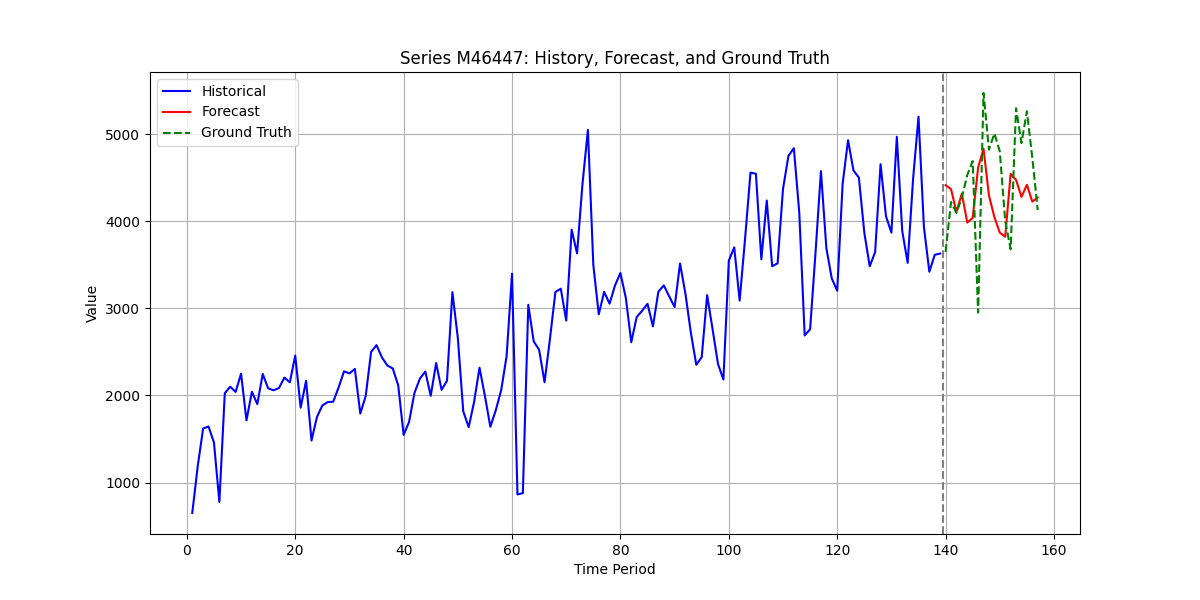 Series M46447: History, Forecast, and Ground Truth
Historical
Forecast
Ground Truth
Value
5000
4000
3000
2000
1000
0 20 40 60 80 100 120 140 160
Time Period